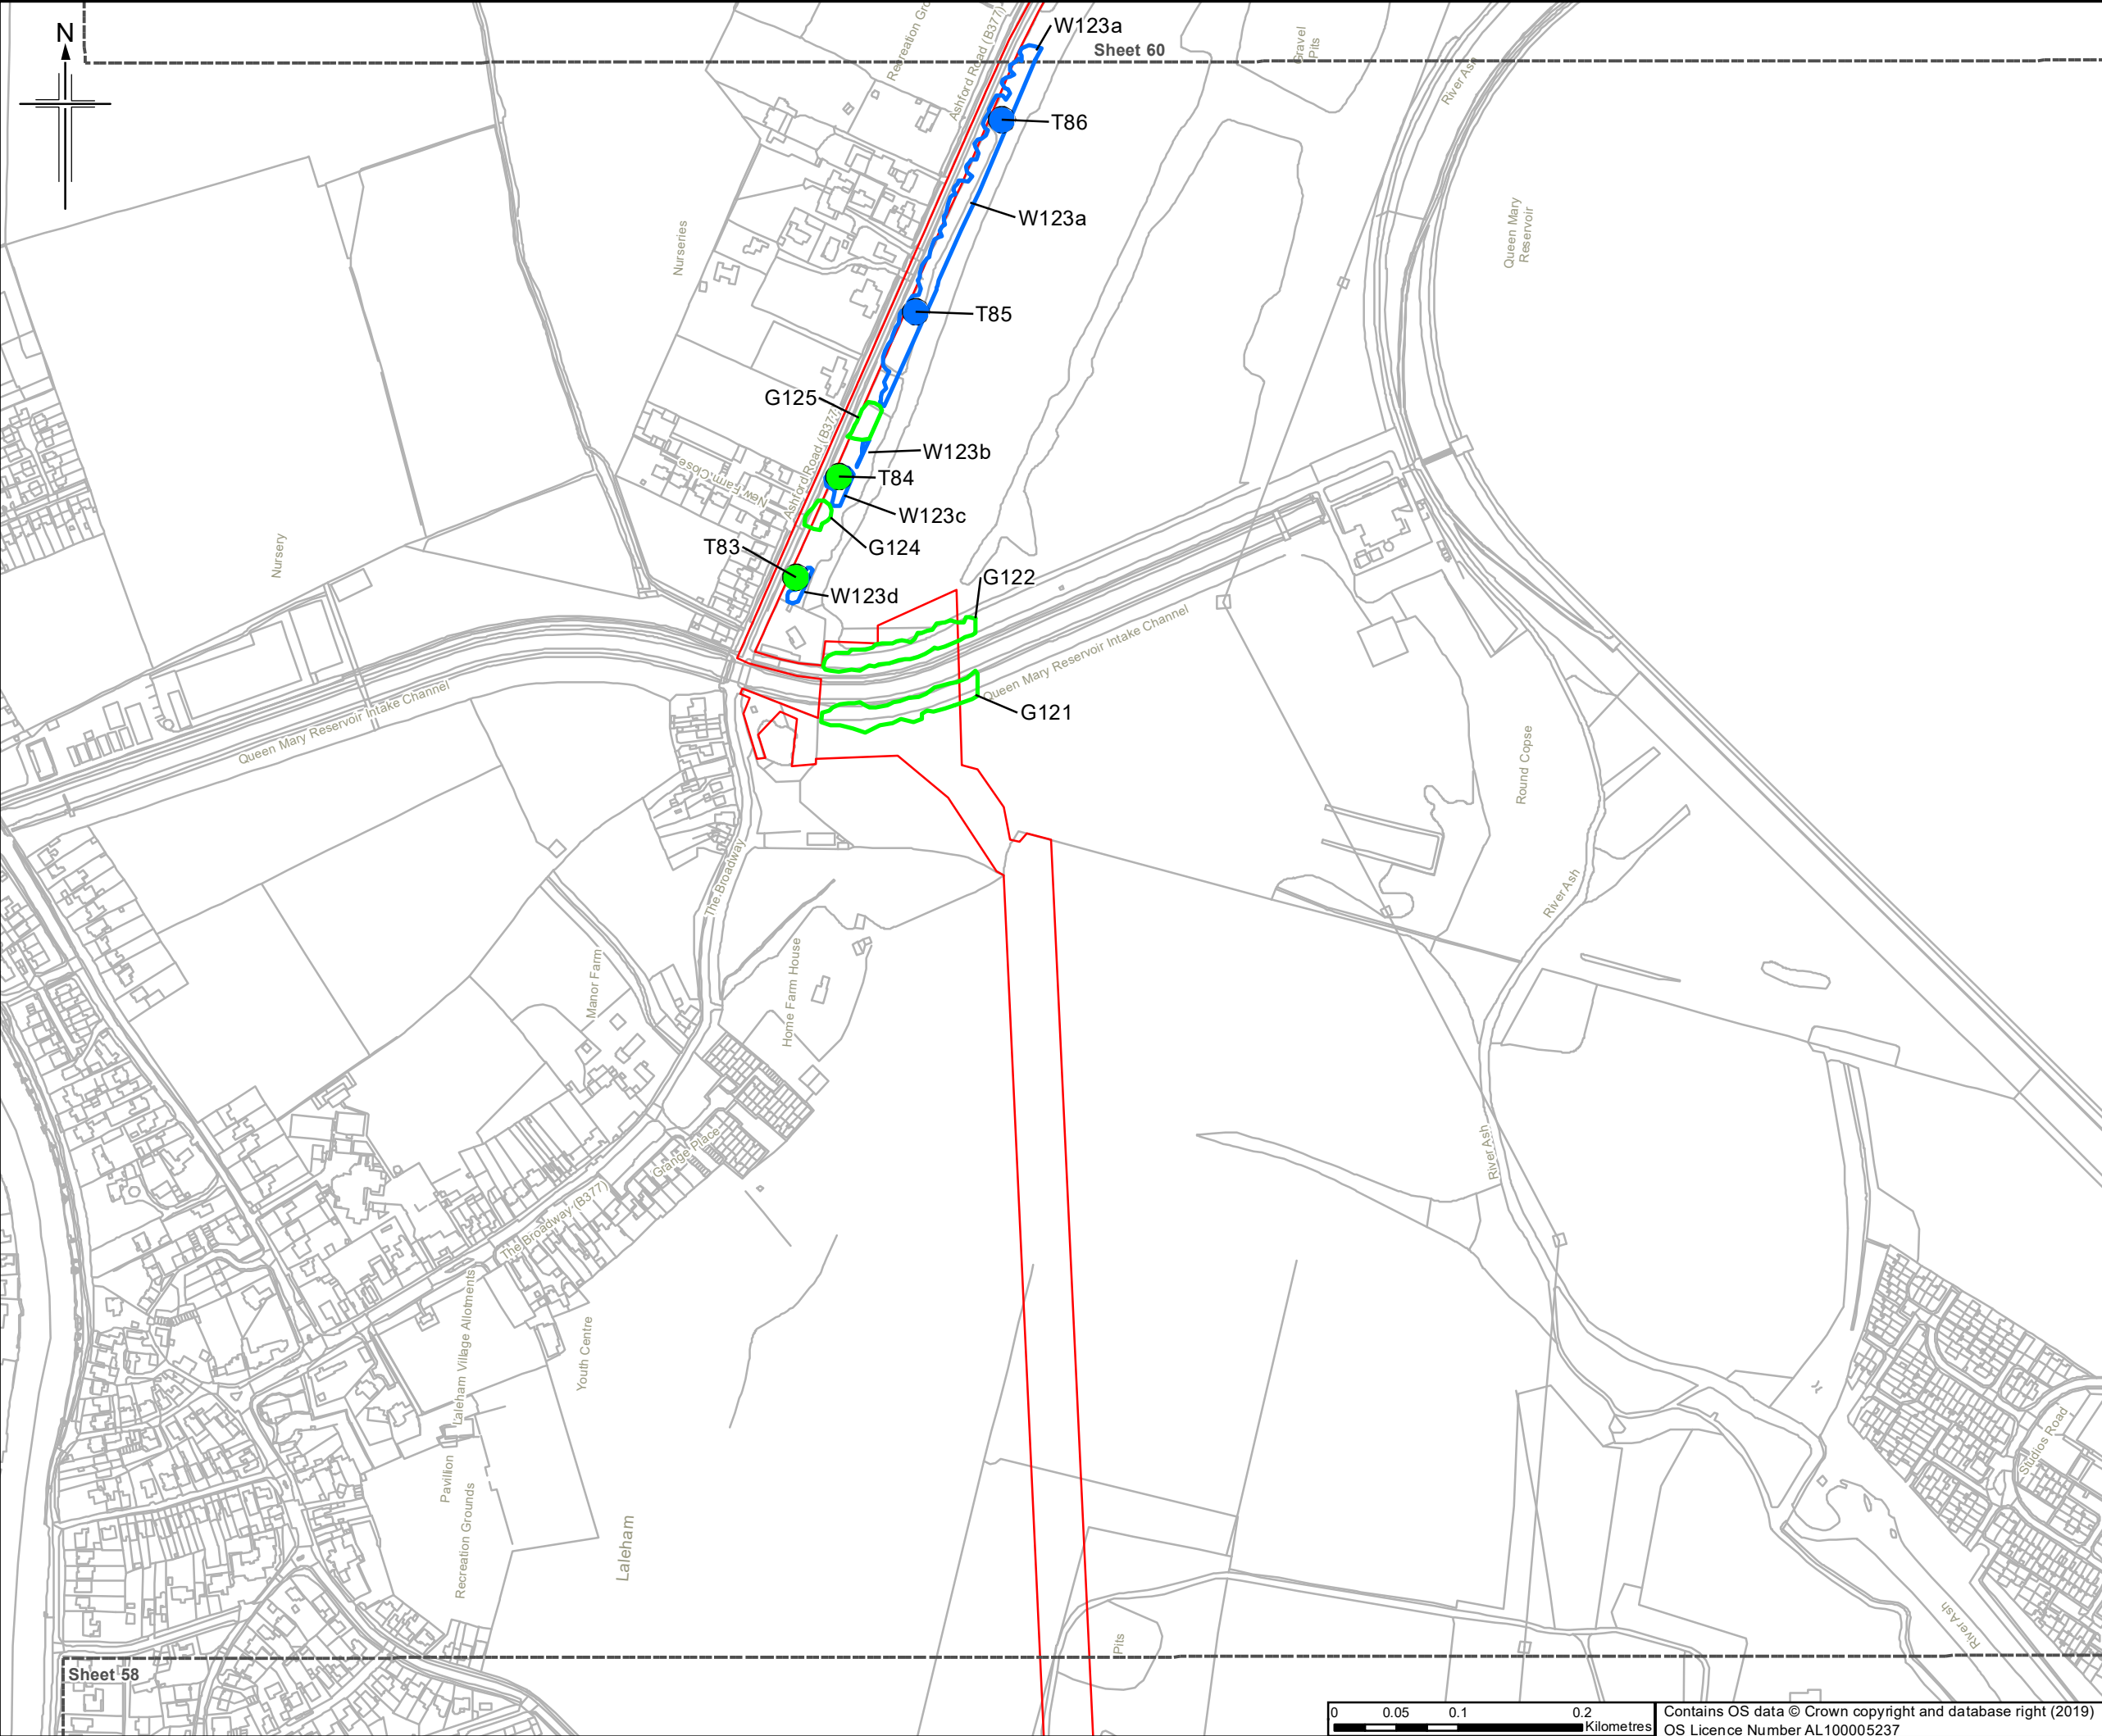 N
W123a
Sheet 60
Recreation Gro
Ashford Road (B377)
Gravel
Pits
River Ash
T86
W123a
Nurseries
Queen Mary
Reservoir
T85
G125
Ashford Road (B377
W123b
New Farm Close
T84
W123c
Nursery
G124
T83
G122
W123d
Queen Mary Reservoir Intake Channel
Queen Mary Reservoir Intake Channel
G121
Round Copse
The Broadway
River Ash
Manor Farm
Home Farm House
Grange Place
River Ash
The Broadway (B377)
Laleham Village Allotments
Youth Centre
Studios Road
Pavilion
Recreation Grounds
Laleham
Pits
River Ash
Sheet 58
0 0.05 0.1 0.2
Kilometres
Contains OS data © Crown copyright and database right (2019)
OS Licence Number AL100005237